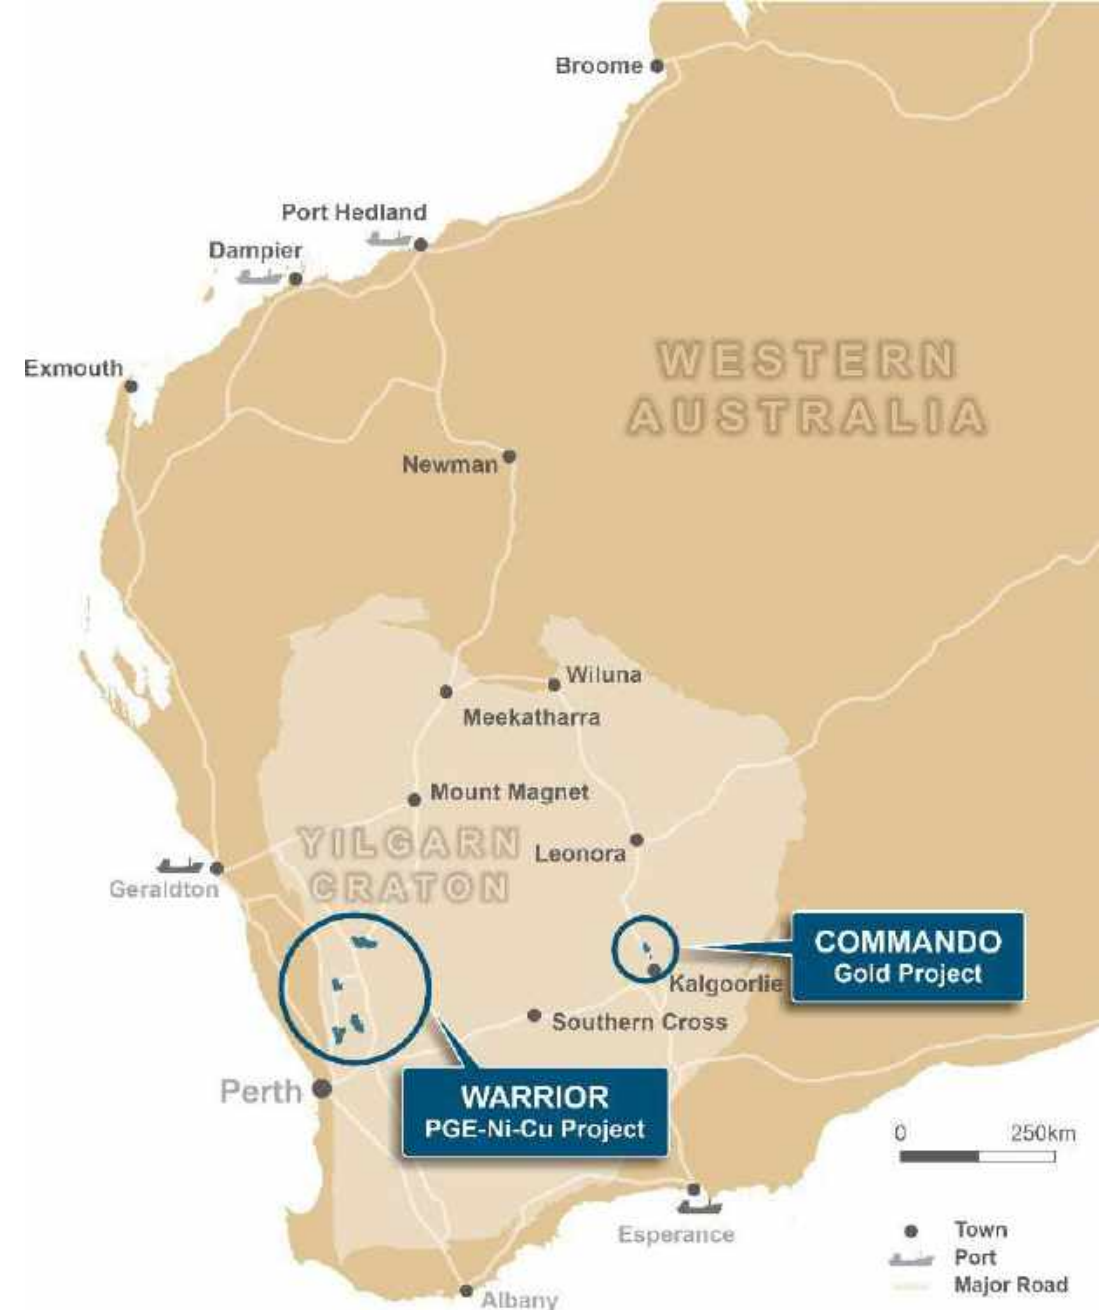 Broome
Port Hedland
Dampier
Exmouth
WESTERN
AUSTRALIA
Newman
Wiluna
Meekatharra
Mount Magnet
YILGARN
CRATON
Leonora
Geraldton
COMMANDO
Gold Project
Kalgoorlie
Southern Cross
Perth
WARRIOR
PGE-Ni-Cu Project
0 250km
Esperance
Town
Port
Major Road
Albany